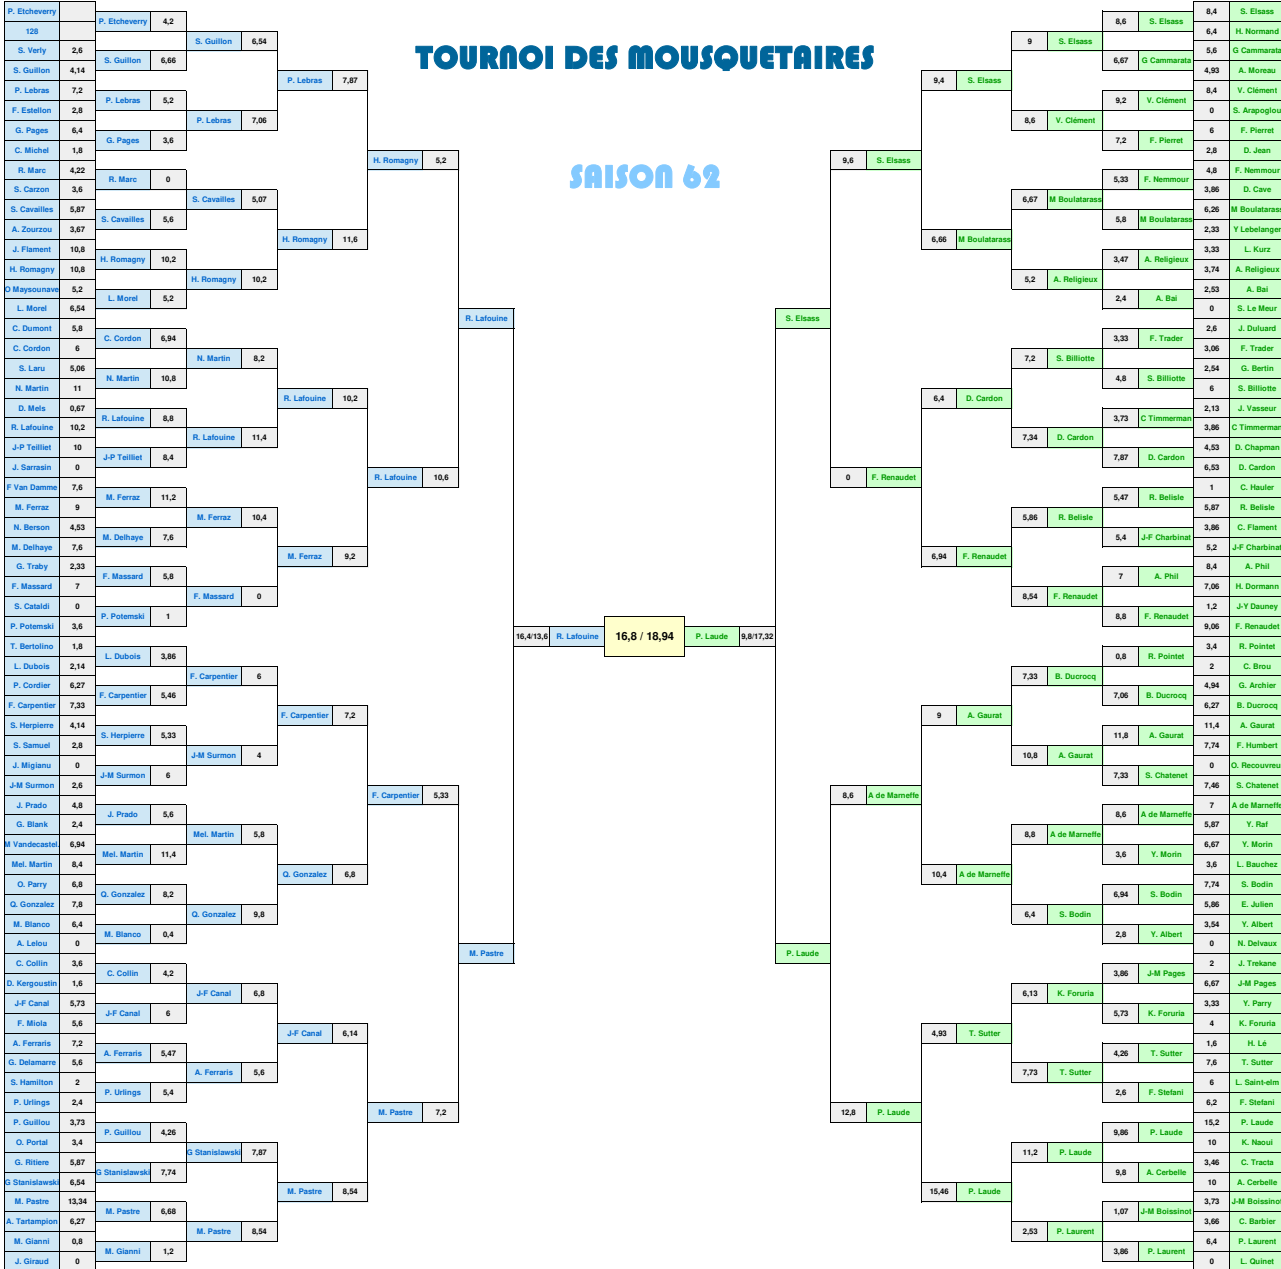 TOURNOI DES MOUSQUETAIRES
SAISON 62
P. Etcheverry
128
S. Verly 2,6
S. Guillon 4,14
P. Lebras 7,2
F. Estellon 2,8
G. Pages 6,4
C. Michel 1,8
R. Marc 4,22
S. Carzon 3,6
S. Cavailles 5,87
A. Zourzou 3,67
J. Flament 10,8
H. Romagny 10,8
O Maysounave 5,2
L. Morel 6,54
C. Dumont 5,8
C. Cordon 6
S. Laru 5,06
N. Martin 11
D. Mels 0,67
R. Lafouine 10,2
J-P Teilliet 10
J. Sarrasin 0
F Van Damme 7,6
M. Ferraz 9
N. Berson 4,53
M. Delhaye 7,6
G. Traby 2,33
F. Massard 7
S. Cataldi 0
P. Potemski 3,6
T. Bertolino 1,8
L. Dubois 2,14
P. Cordier 6,27
F. Carpentier 7,33
S. Herpierre 4,14
S. Samuel 2,8
J. Migianu 0
J-M Surmon 2,6
J. Prado 4,8
G. Blank 2,4
M Vandecastel. 6,94
Mel. Martin 8,4
O. Parry 6,8
Q. Gonzalez 7,8
M. Blanco 6,4
A. Lelou 0
C. Collin 3,6
D. Kergoustin 1,6
J-F Canal 5,73
F. Miola 5,6
A. Ferraris 7,2
G. Delamarre 5,6
S. Hamilton 2
P. Urlings 2,4
P. Guillou 3,73
O. Portal 3,4
G. Ritiere 5,87
G Stanislawski 6,54
M. Pastre 13,34
A. Tartampion 6,27
M. Gianni 0,8
J. Giraud 0
P. Etcheverry 4,2
S. Guillon 6,66
P. Lebras 5,2
G. Pages 3,6
R. Marc 0
S. Cavailles 5,6
H. Romagny 10,2
L. Morel 5,2
C. Cordon 6,94
N. Martin 10,8
R. Lafouine 8,8
J-P Teilliet 8,4
M. Ferraz 11,2
M. Delhaye 7,6
F. Massard 5,8
P. Potemski 1
L. Dubois 3,86
F. Carpentier 5,46
S. Herpierre 5,33
J-M Surmon 6
J. Prado 5,6
Mel. Martin 11,4
Q. Gonzalez 8,2
M. Blanco 0,4
C. Collin 4,2
J-F Canal 6
A. Ferraris 5,47
P. Urlings 5,4
P. Guillou 4,26
G Stanislawski 7,74
M. Pastre 6,68
M. Gianni 1,2
S. Guillon 6,54
P. Lebras 7,06
S. Cavailles 5,07
H. Romagny 10,2
N. Martin 8,2
R. Lafouine 11,4
M. Ferraz 10,4
F. Massard 0
F. Carpentier 6
J-M Surmon 4
Mel. Martin 5,8
Q. Gonzalez 9,8
J-F Canal 6,8
A. Ferraris 5,6
G Stanislawski 7,87
M. Pastre 8,54
P. Lebras 7,87
H. Romagny 11,6
R. Lafouine 10,2
M. Ferraz 9,2
F. Carpentier 7,2
Q. Gonzalez 6,8
J-F Canal 6,14
M. Pastre 8,54
H. Romagny 5,2
R. Lafouine 10,6
F. Carpentier 5,33
M. Pastre 7,2
R. Lafouine
M. Pastre
16,4/13,6 R. Lafouine 16,8 / 18,94 P. Laude 9,8/17,32
S. Elsass
P. Laude
9,6 S. Elsass
0 F. Renaudet
8,6 A de Marneffe
12,8 P. Laude
9,4 S. Elsass
6,66 M Boulatarass
6,4 D. Cardon
6,94 F. Renaudet
9 A. Gaurat
10,4 A de Marneffe
4,93 T. Sutter
15,46 P. Laude
9 S. Elsass
8,6 V. Clément
6,67 M Boulatarass
5,2 A. Religieux
7,2 S. Billiotte
7,34 D. Cardon
5,86 R. Belisle
8,54 F. Renaudet
7,33 B. Ducrocq
10,8 A. Gaurat
8,8 A de Marneffe
6,4 S. Bodin
6,13 K. Foruria
7,73 T. Sutter
11,2 P. Laude
2,53 P. Laurent
8,6 S. Elsass
6,67 G Cammarata
9,2 V. Clément
7,2 F. Pierret
5,33 F. Nemmour
5,8 M Boulatarass
3,47 A. Religieux
2,4 A. Bai
3,33 F. Trader
4,8 S. Billiotte
3,73 C Timmerman
7,87 D. Cardon
5,47 R. Belisle
5,4 J-F Charbinat
7 A. Phil
8,8 F. Renaudet
0,8 R. Pointet
7,06 B. Ducrocq
11,8 A. Gaurat
7,33 S. Chatenet
8,6 A de Marneffe
3,6 Y. Morin
6,94 S. Bodin
2,8 Y. Albert
3,86 J-M Pages
5,73 K. Foruria
4,26 T. Sutter
2,6 F. Stefani
9,86 P. Laude
9,8 A. Cerbelle
1,07 J-M Boissinot
3,86 P. Laurent
8,4 S. Elsass
6,4 H. Normand
5,6 G Cammarata
4,93 A. Moreau
8,4 V. Clément
0 S. Arapoglou
6 F. Pierret
2,8 D. Jean
4,8 F. Nemmour
3,86 D. Cave
6,26 M Boulatarass
2,33 Y Lebelanger
3,33 L. Kurz
3,74 A. Religieux
2,53 A. Bai
0 S. Le Meur
2,6 J. Duluard
3,06 F. Trader
2,54 G. Bertin
6 S. Billiotte
2,13 J. Vasseur
3,86 C Timmerman
4,53 D. Chapman
6,53 D. Cardon
1 C. Hauler
5,87 R. Belisle
3,86 C. Flament
5,2 J-F Charbinat
8,4 A. Phil
7,06 H. Dormann
1,2 J-Y Dauney
9,06 F. Renaudet
3,4 R. Pointet
2 C. Brou
4,94 G. Archier
6,27 B. Ducrocq
11,4 A. Gaurat
7,74 F. Humbert
0 O. Recouvreu
7,46 S. Chatenet
7 A de Marneffe
5,87 Y. Raf
6,67 Y. Morin
3,6 L. Bauchez
7,74 S. Bodin
5,86 E. Julien
3,54 Y. Albert
0 N. Delvaux
2 J. Trekane
6,67 J-M Pages
3,33 Y. Parry
4 K. Foruria
1,6 H. Lé
7,6 T. Sutter
6 L. Saint-elm
6,2 F. Stefani
15,2 P. Laude
10 K. Naoui
3,46 C. Tracta
10 A. Cerbelle
3,73 J-M Boissinot
3,66 C. Barbier
6,4 P. Laurent
0 L. Quinet